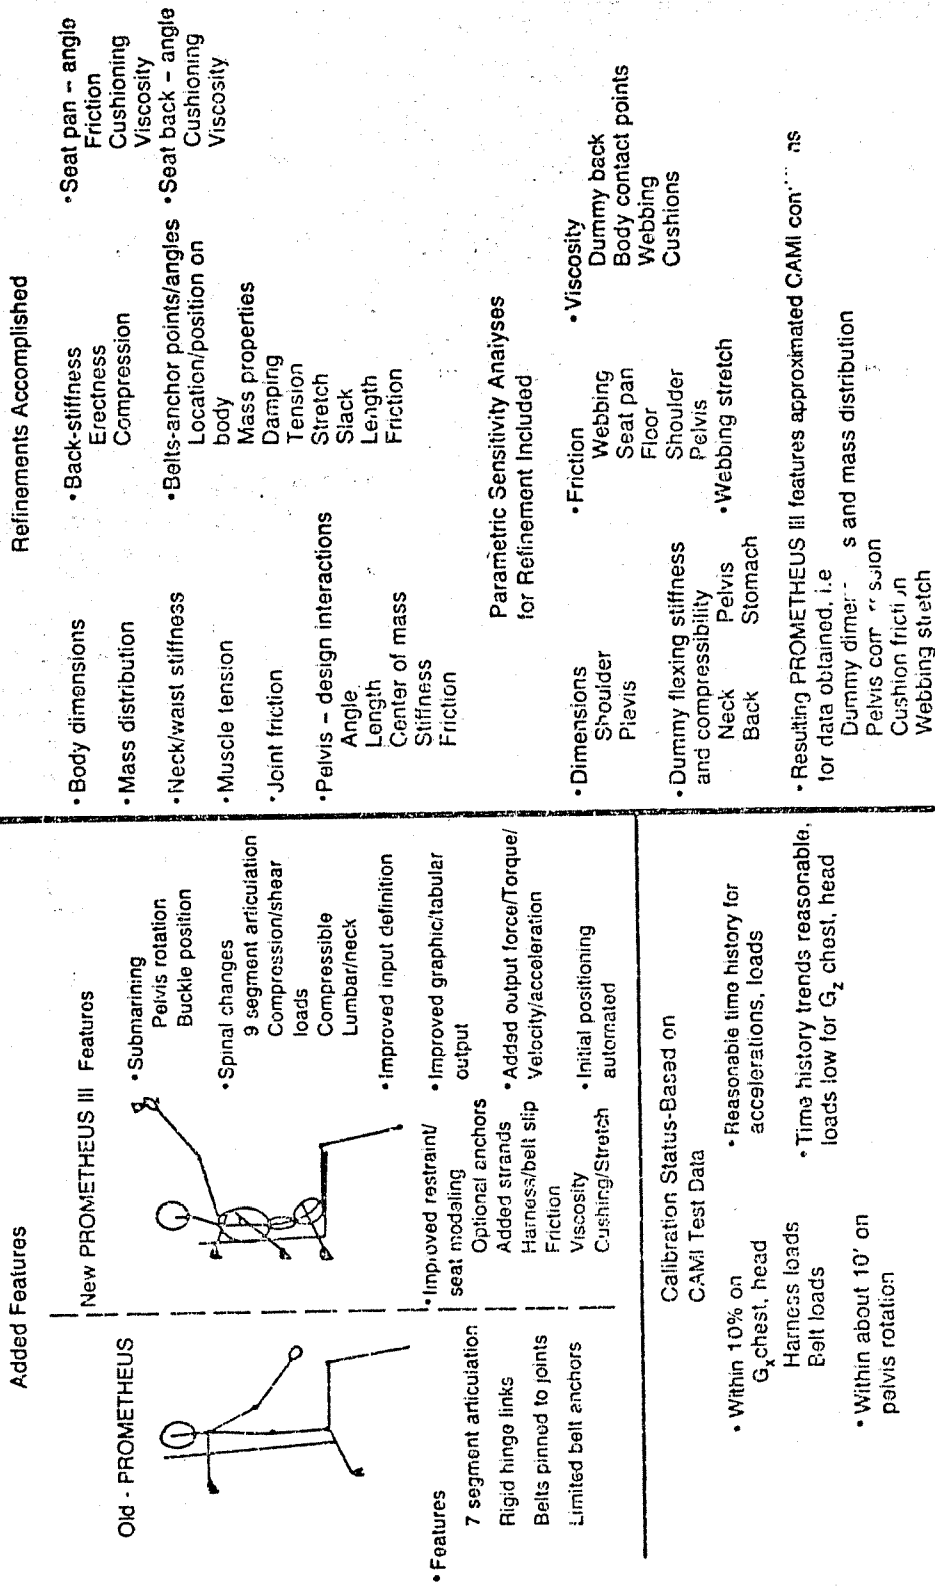 Added Features
Old - PROMETHEUS
• Features
7 segment articulation
Rigid hinge links
Belts pinned to joints
Limited belt anchors
New PROMETHEUS III Features
• Improved restraint/
seat modeling
Optional anchors
Added strands
Harness/belt slip
Friction
Viscosity
Cushing/Stretch
• Submarining
Pelvis rotation
Buckle position
• Spinal changes
9 segment articulation
Compression/shear
loads
Compressible
Lumbar/neck
• Improved input definition
• Improved graphic/tabular
output
• Added output force/Torque/
Velocity/acceleration
• Initial positioning
automated
Calibration Status-Based on
CAMI Test Data
• Within 10% on
Gx chest, head
Harness loads
Belt loads
• Within about 10' on
pelvis rotation
• Reasonable time history for
accelerations, loads
• Time history trends reasonable,
loads low for Gz chest, head
Refinements Accomplished
• Body dimensions
• Mass distribution
• Neck/waist stiffness
• Muscle tension
• Joint friction
• Pelvis – design interactions
Angle
Length
Center of mass
Stiffness
Friction
• Back-stiffness
Erectness
Compression
• Belts-anchor points/angles
Location/position on
body
Mass properties
Damping
Tension
Stretch
Slack
Length
Friction
• Seat pan – angle
Friction
Cushioning
Viscosity
• Seat back – angle
Cushioning
Viscosity
Parametric Sensitivity Analyses
for Refinement Included
• Dimensions
Shoulder
Plavis
• Dummy flexing stiffness
and compressibility
Neck Pelvis
Back Stomach
• Friction
Webbing
Seat pan
Floor
Shoulder
Pelvis
• Webbing stretch
• Viscosity
Dummy back
Body contact points
Webbing
Cushions
• Resulting PROMETHEUS III features approximated CAMI
for data obtained, i.e
Dummy and mass distribution
Pelvis
Cushion friction
Webbing stretch